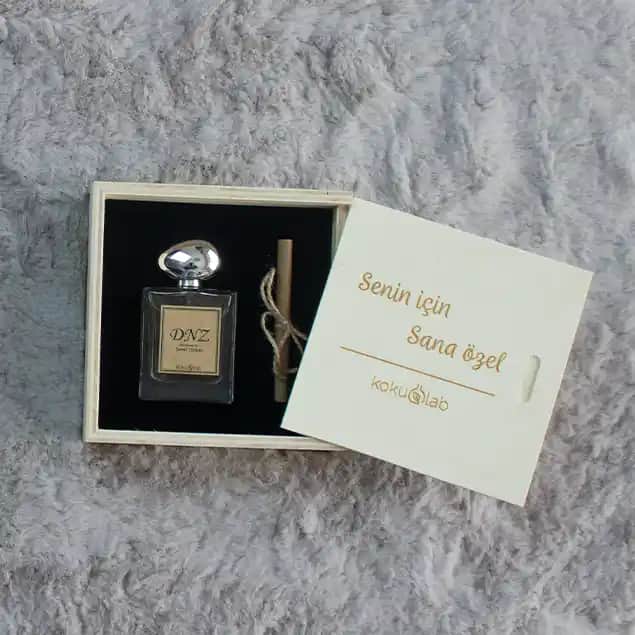 DNZ
kokulab
Senin için
Sana özel
kokulab